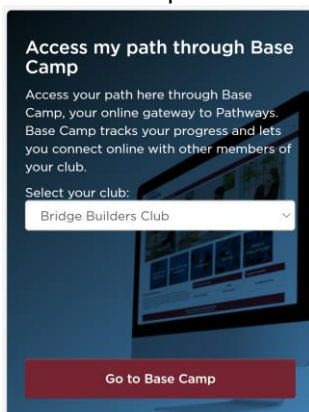 Access my path through Base
Camp
Access your path here through Base
Camp, your online gateway to Pathways.
Base Camp tracks your progress and lets
you connect online with other members of
your club.
Select your club:
Bridge Builders Club
Go to Base Camp